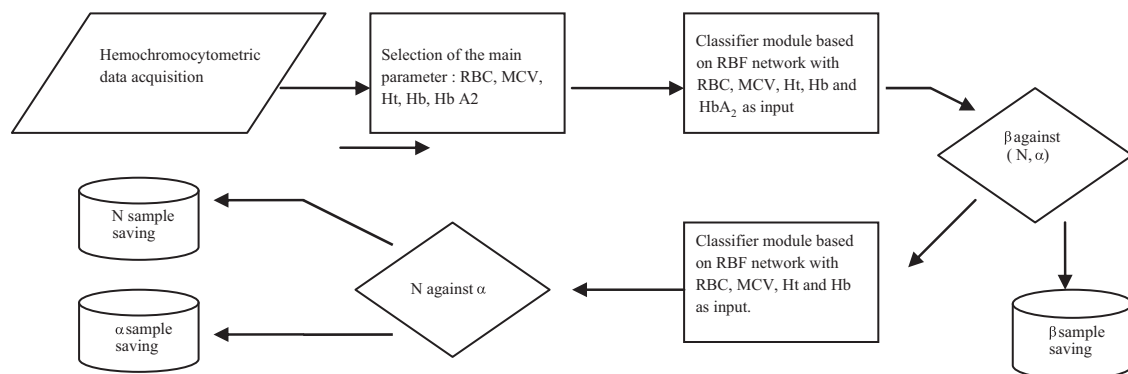 Hemochromocytometric
data acquisition
Selection of the main
parameter : RBC, MCV,
Ht, Hb, Hb A2
Classifier module based
on RBF network with
RBC, MCV, Ht, Hb and
HbA₂ as input
β against
( N, α)
N sample
saving
N against α
Classifier module based
on RBF network with
RBC, MCV, Ht and Hb
as input.
α sample
saving
β sample
saving